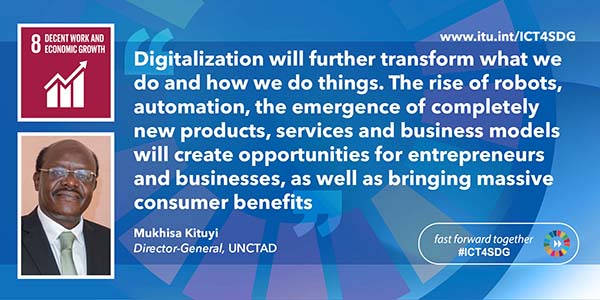 8 DECENT WORK AND
ECONOMIC GROWTH
www.itu.int/ICT4SDG
“Digitalization will further transform what we
do and how we do things. The rise of robots,
automation, the emergence of completely
new products, services and business models
will create opportunities for entrepreneurs
and businesses, as well as bringing massive
consumer benefits”
Mukhisa Kituyi
Director-General, UNCTAD
fast forward together
#ICT4SDG